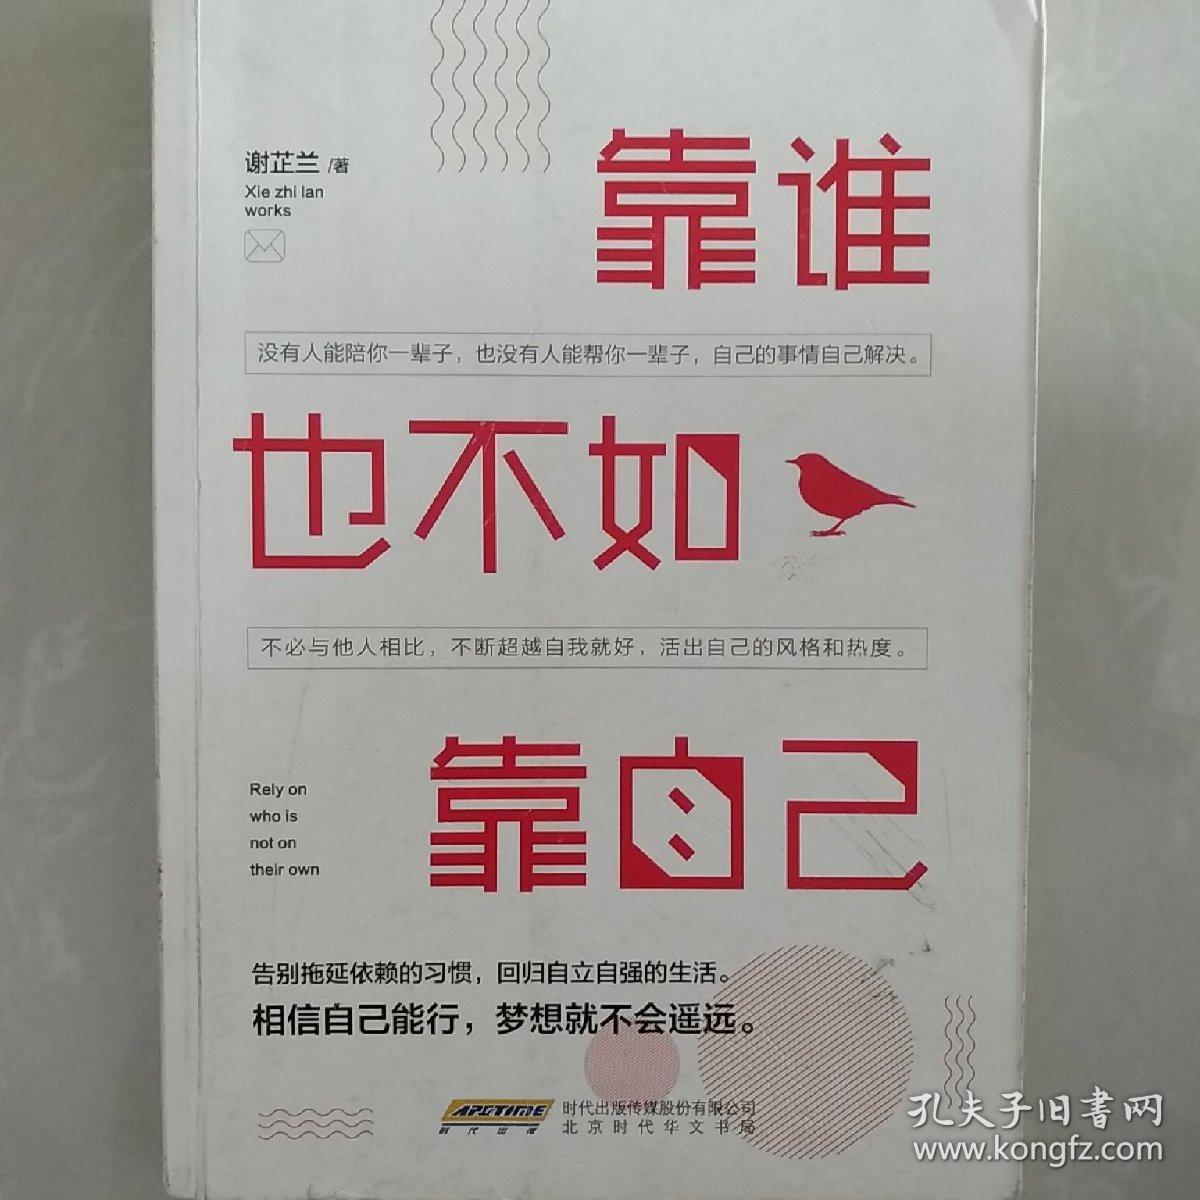 谢芷兰 /著
Xie zhi lan
works
靠谁
没有人能陪你一辈子，也没有人能帮你一辈子，自己的事情自己解决。
也不如
不必与他人相比，不断超越自我就好，活出自己的风格和热度。
靠自己
Rely on
who is
not on
their own
告别拖延依赖的习惯，回归自立自强的生活。
相信自己能行，梦想就不会遥远。
APGTIME
时代出版
时代出版传媒股份有限公司
北京时代华文书局
孔夫子旧書网
www.kongfz.com